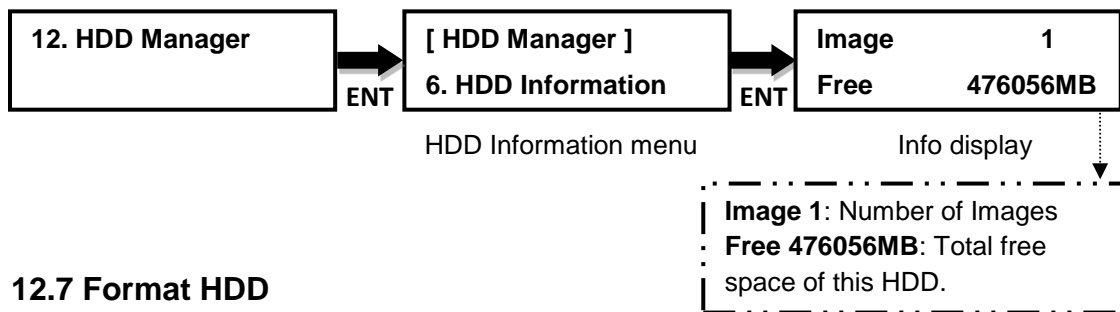 12. HDD Manager
ENT
[ HDD Manager ]
6. HDD Information
ENT
Image 1
Free 476056MB
HDD Information menu
Info display
Image 1: Number of Images
Free 476056MB: Total free
space of this HDD.
12.7 Format HDD